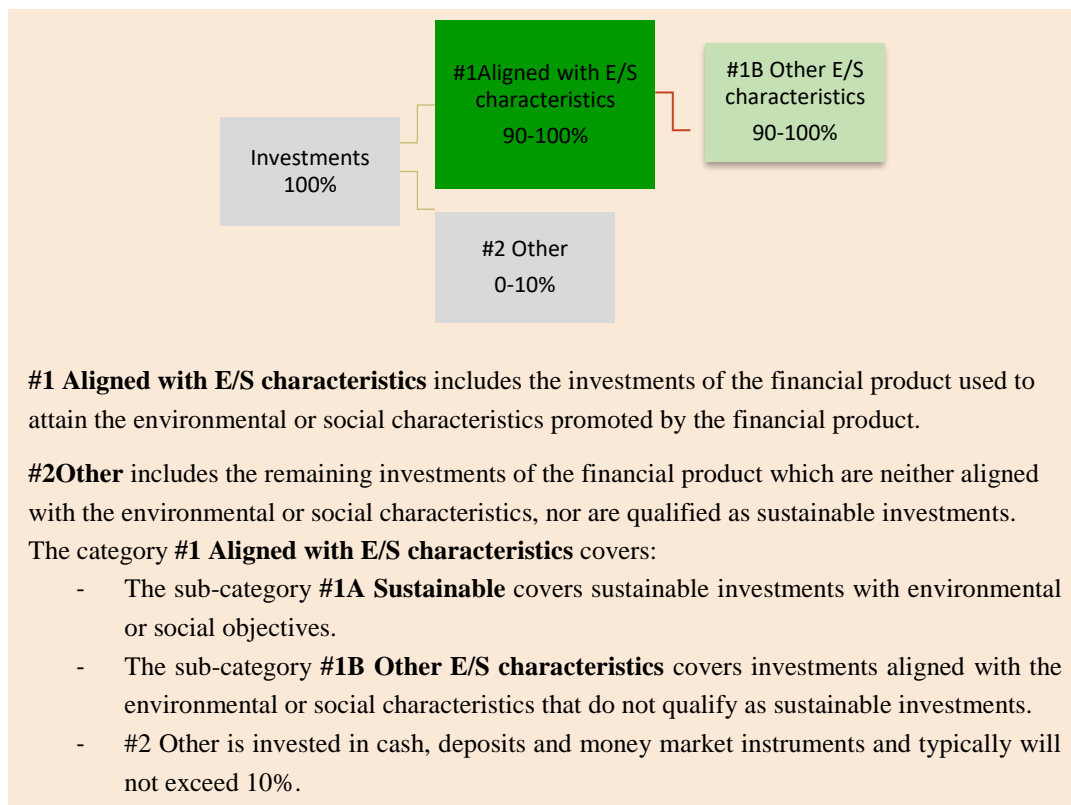 #1Aligned with E/S
characteristics
90-100%
#1B Other E/S
characteristics
90-100%
Investments
100%
#2 Other
0-10%
#1 Aligned with E/S characteristics includes the investments of the financial product used to
attain the environmental or social characteristics promoted by the financial product.
#2Other includes the remaining investments of the financial product which are neither aligned
with the environmental or social characteristics, nor are qualified as sustainable investments.
The category #1 Aligned with E/S characteristics covers:
- The sub-category #1A Sustainable covers sustainable investments with environmental
or social objectives.
- The sub-category #1B Other E/S characteristics covers investments aligned with the
environmental or social characteristics that do not qualify as sustainable investments.
- #2 Other is invested in cash, deposits and money market instruments and typically will
not exceed 10%.